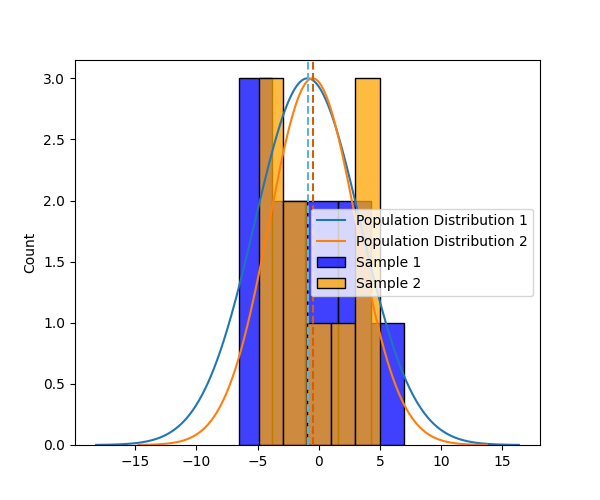 3.0
2.5
2.0
1.5
1.0
0.5
0.0
Count
Population Distribution 1
Population Distribution 2
Sample 1
Sample 2
−15 −10 −5 0 5 10 15